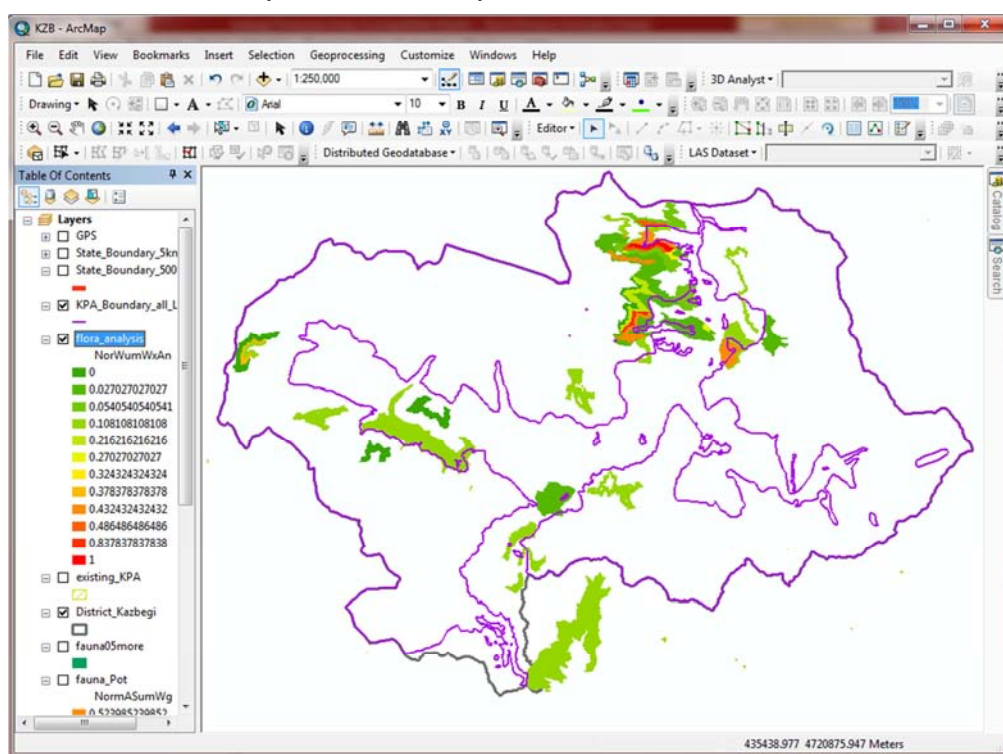 KZB - ArcMap
File Edit View Bookmarks Insert Selection Geoprocessing Customize Windows Help
1:250,000 3D Analyst
Drawing A Arial 10 B I U A
Editor
Distributed Geodatabase LAS Dataset
Table Of Contents
Layers
GPS
State_Boundary_5kn
State_Boundary_500
KPA_Boundary_all_L
flora_analysis
NorWumWxAn
0
0.027027027027
0.0540540540541
0.108108108108
0.216216216216
0.27027027027
0.324324324324
0.378378378378
0.432432432432
0.486486486486
0.837837837838
1
existing_KPA
District_Kazbegi
fauna05more
fauna_Pot
NormASumWg
0.523985239852
Catalog
Search
435438.977 4720875.947 Meters